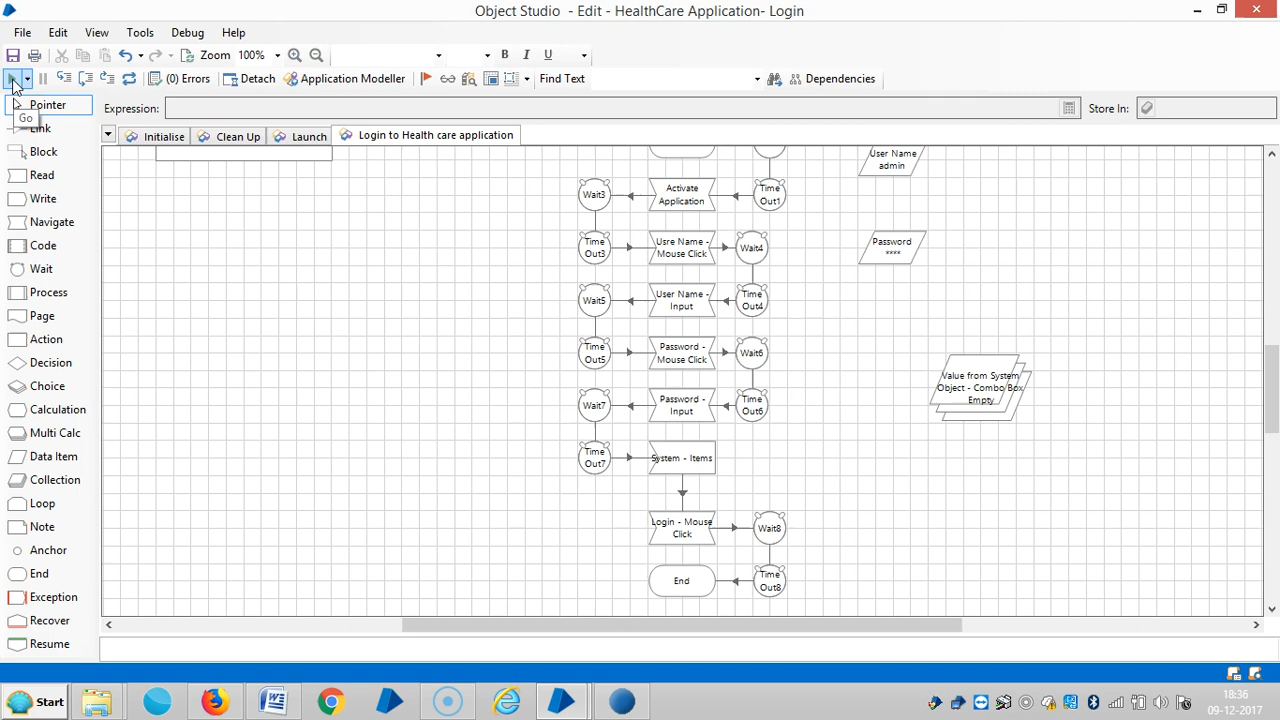 Object Studio - Edit - HealthCare Application- Login
File Edit View Tools Debug Help
Zoom 100% B I U
(0) Errors Detach Application Modeller Find Text Dependencies
Expression: Store In:
Pointer
Go
Link
Block
Read
Write
Navigate
Code
Wait
Process
Page
Action
Decision
Choice
Calculation
Multi Calc
Data Item
Collection
Loop
Note
Anchor
End
Exception
Recover
Resume
Initialise Clean Up Launch Login to Health care application
User Name
admin
Wait3
Activate
Application
Time
Out1
Time
Out3
Usre Name -
Mouse Click
Wait4
Password
****
Wait5
User Name -
Input
Time
Out4
Time
Out5
Password -
Mouse Click
Wait6
Value from System
Object - Combo Box
Empty
Wait7
Password -
Input
Time
Out6
Time
Out7
System - Items
Login - Mouse
Click
Wait8
End
Time
Out8
Start
18:36
09-12-2017